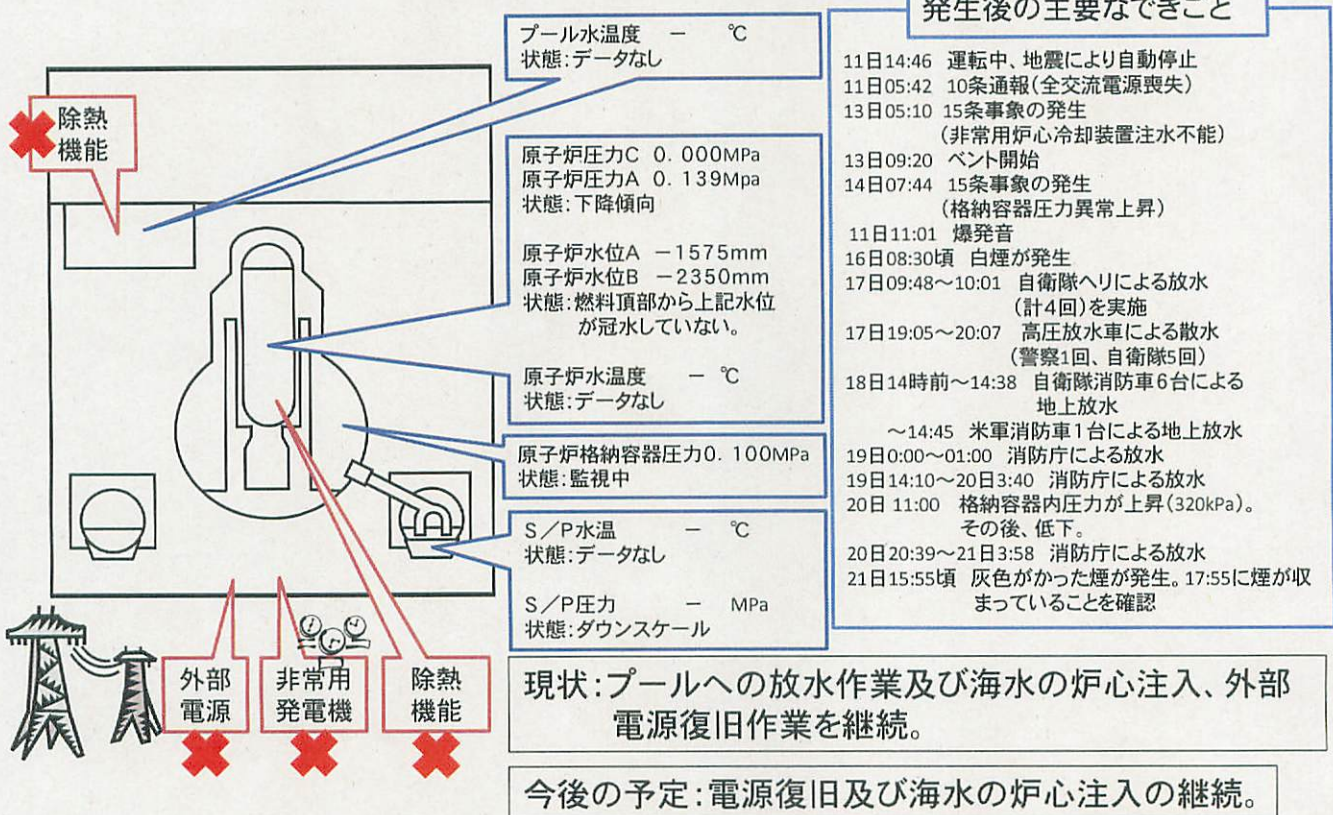 プール水温度 － ℃
状態：データなし
除熱
機能
原子炉圧力C 0．000MPa
原子炉圧力A 0．139Mpa
状態：下降傾向
原子炉水位A －1575mm
原子炉水位B －2350mm
状態：燃料頂部から上記水位
が冠水していない。
原子炉水温度 － ℃
状態：データなし
原子炉格納容器圧力0．100MPa
状態：監視中
S／P水温 － ℃
状態：データなし
S／P圧力 － MPa
状態：ダウンスケール
外部
電源
非常用
発電機
除熱
機能
発生後の主要なできごと
11日14:46 運転中、地震により自動停止
11日05:42 10条通報（全交流電源喪失）
13日05:10 15条事象の発生
（非常用炉心冷却装置注水不能）
13日09:20 ベント開始
14日07:44 15条事象の発生
（格納容器圧力異常上昇）
11日11:01 爆発音
16日08:30頃 白煙が発生
17日09:48～10:01 自衛隊ヘリによる放水
（計4回）を実施
17日19:05～20:07 高圧放水車による散水
（警察1回、自衛隊5回）
18日14時前～14:38 自衛隊消防車６台による
地上放水
～14:45 米軍消防車１台による地上放水
19日0:00～01:00 消防庁による放水
19日14:10～20日3:40 消防庁による放水
20日 11:00 格納容器内圧力が上昇（320kPa）。
その後、低下。
20日20:39～21日3:58 消防庁による放水
21日15:55頃 灰色がかった煙が発生。17:55に煙が収
まっていることを確認
現状：プールへの放水作業及び海水の炉心注入、外部
電源復旧作業を継続。
今後の予定：電源復旧及び海水の炉心注入の継続。